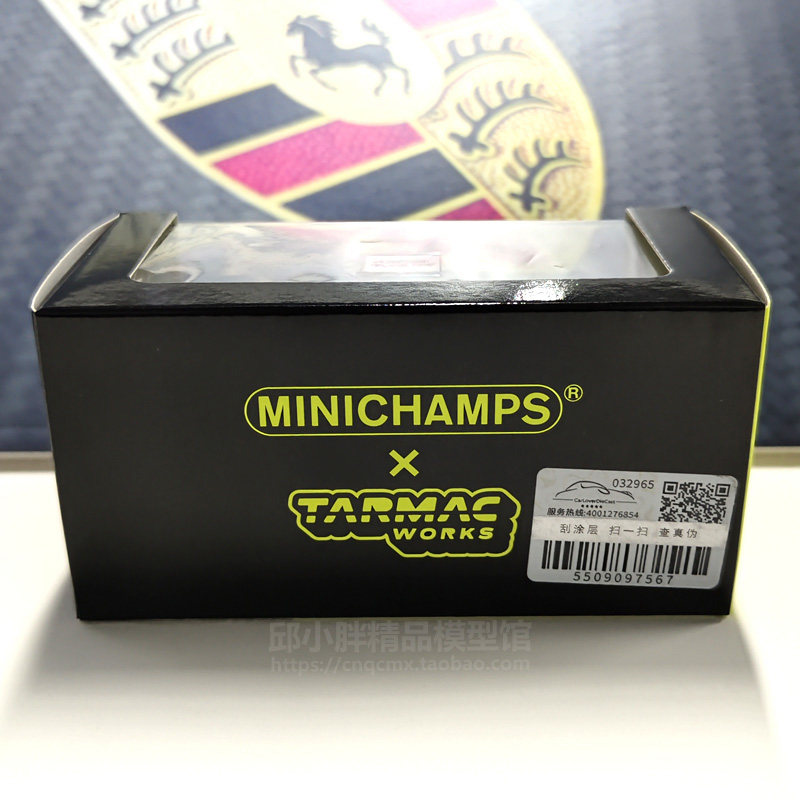 MINICHAMPS®
×
TARMAC
WORKS
032965
CarLoverDieCast
★★★★★
服务热线:4001276854
刮涂层 扫一扫 查真伪
5509097567
邱小胖精品模型馆
https://cnqcmx.taobao.com